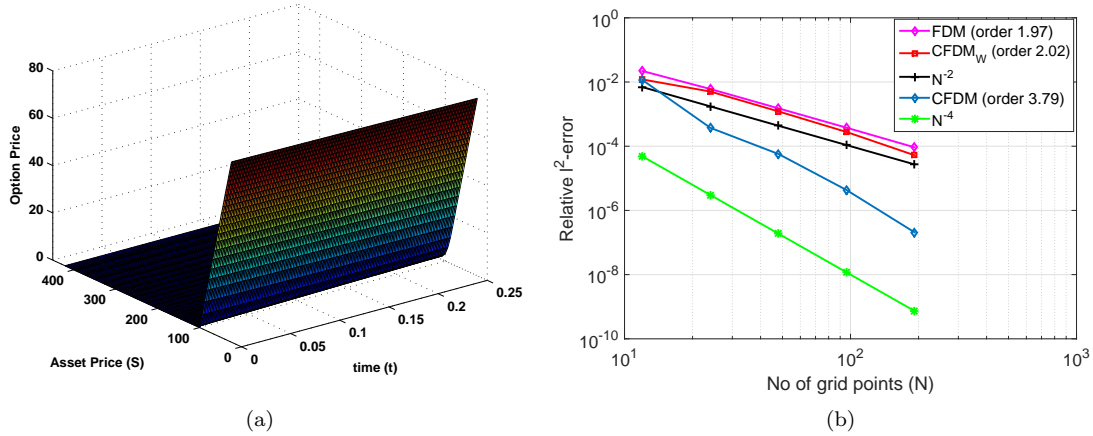 80
60
40
20
0
Option Price
400
300
200
100
0
Asset Price (S)
0
0.05
0.1
0.15
0.2
0.25
time (t)
(a)
10^0
10^-2
10^-4
10^-6
10^-8
10^-10
Relative l^2-error
10^1
10^2
10^3
No of grid points (N)
FDM (order 1.97)
CFDM_W (order 2.02)
N^-2
CFDM (order 3.79)
N^-4
(b)